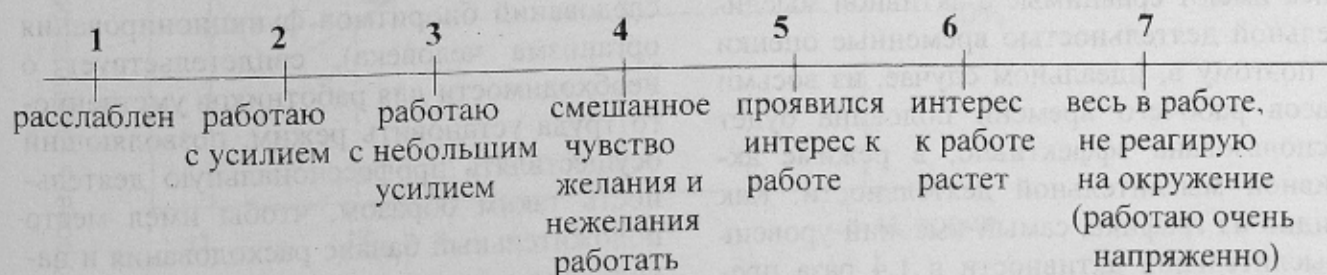 1 2 3 4 5 6 7
расслаблен
работаю
с усилием
работаю
с небольшим
усилием
смешанное
чувство
желания и
нежелания
работать
проявился
интерес к
работе
интерес
к работе
растет
весь в работе.
не реагирую
на окружение
(работаю очень
напряженно)